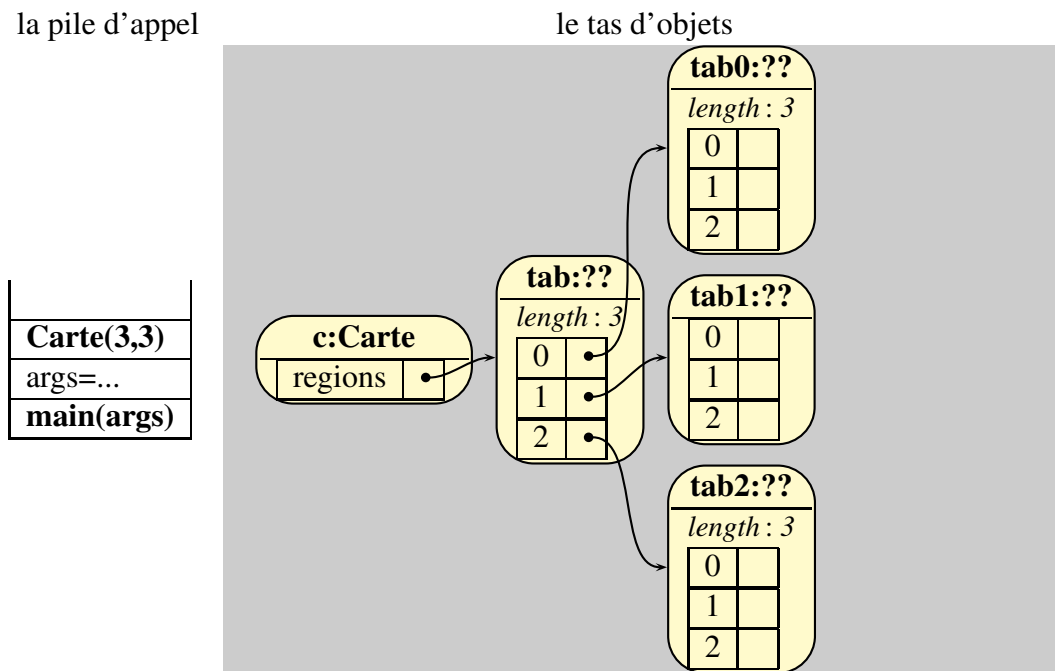 la pile d’appel
le tas d’objets
Carte(3,3)
args=...
main(args)
c:Carte
regions
tab:??
length : 3
0
1
2
tab0:??
length : 3
0
1
2
tab1:??
0
1
2
tab2:??
length : 3
0
1
2